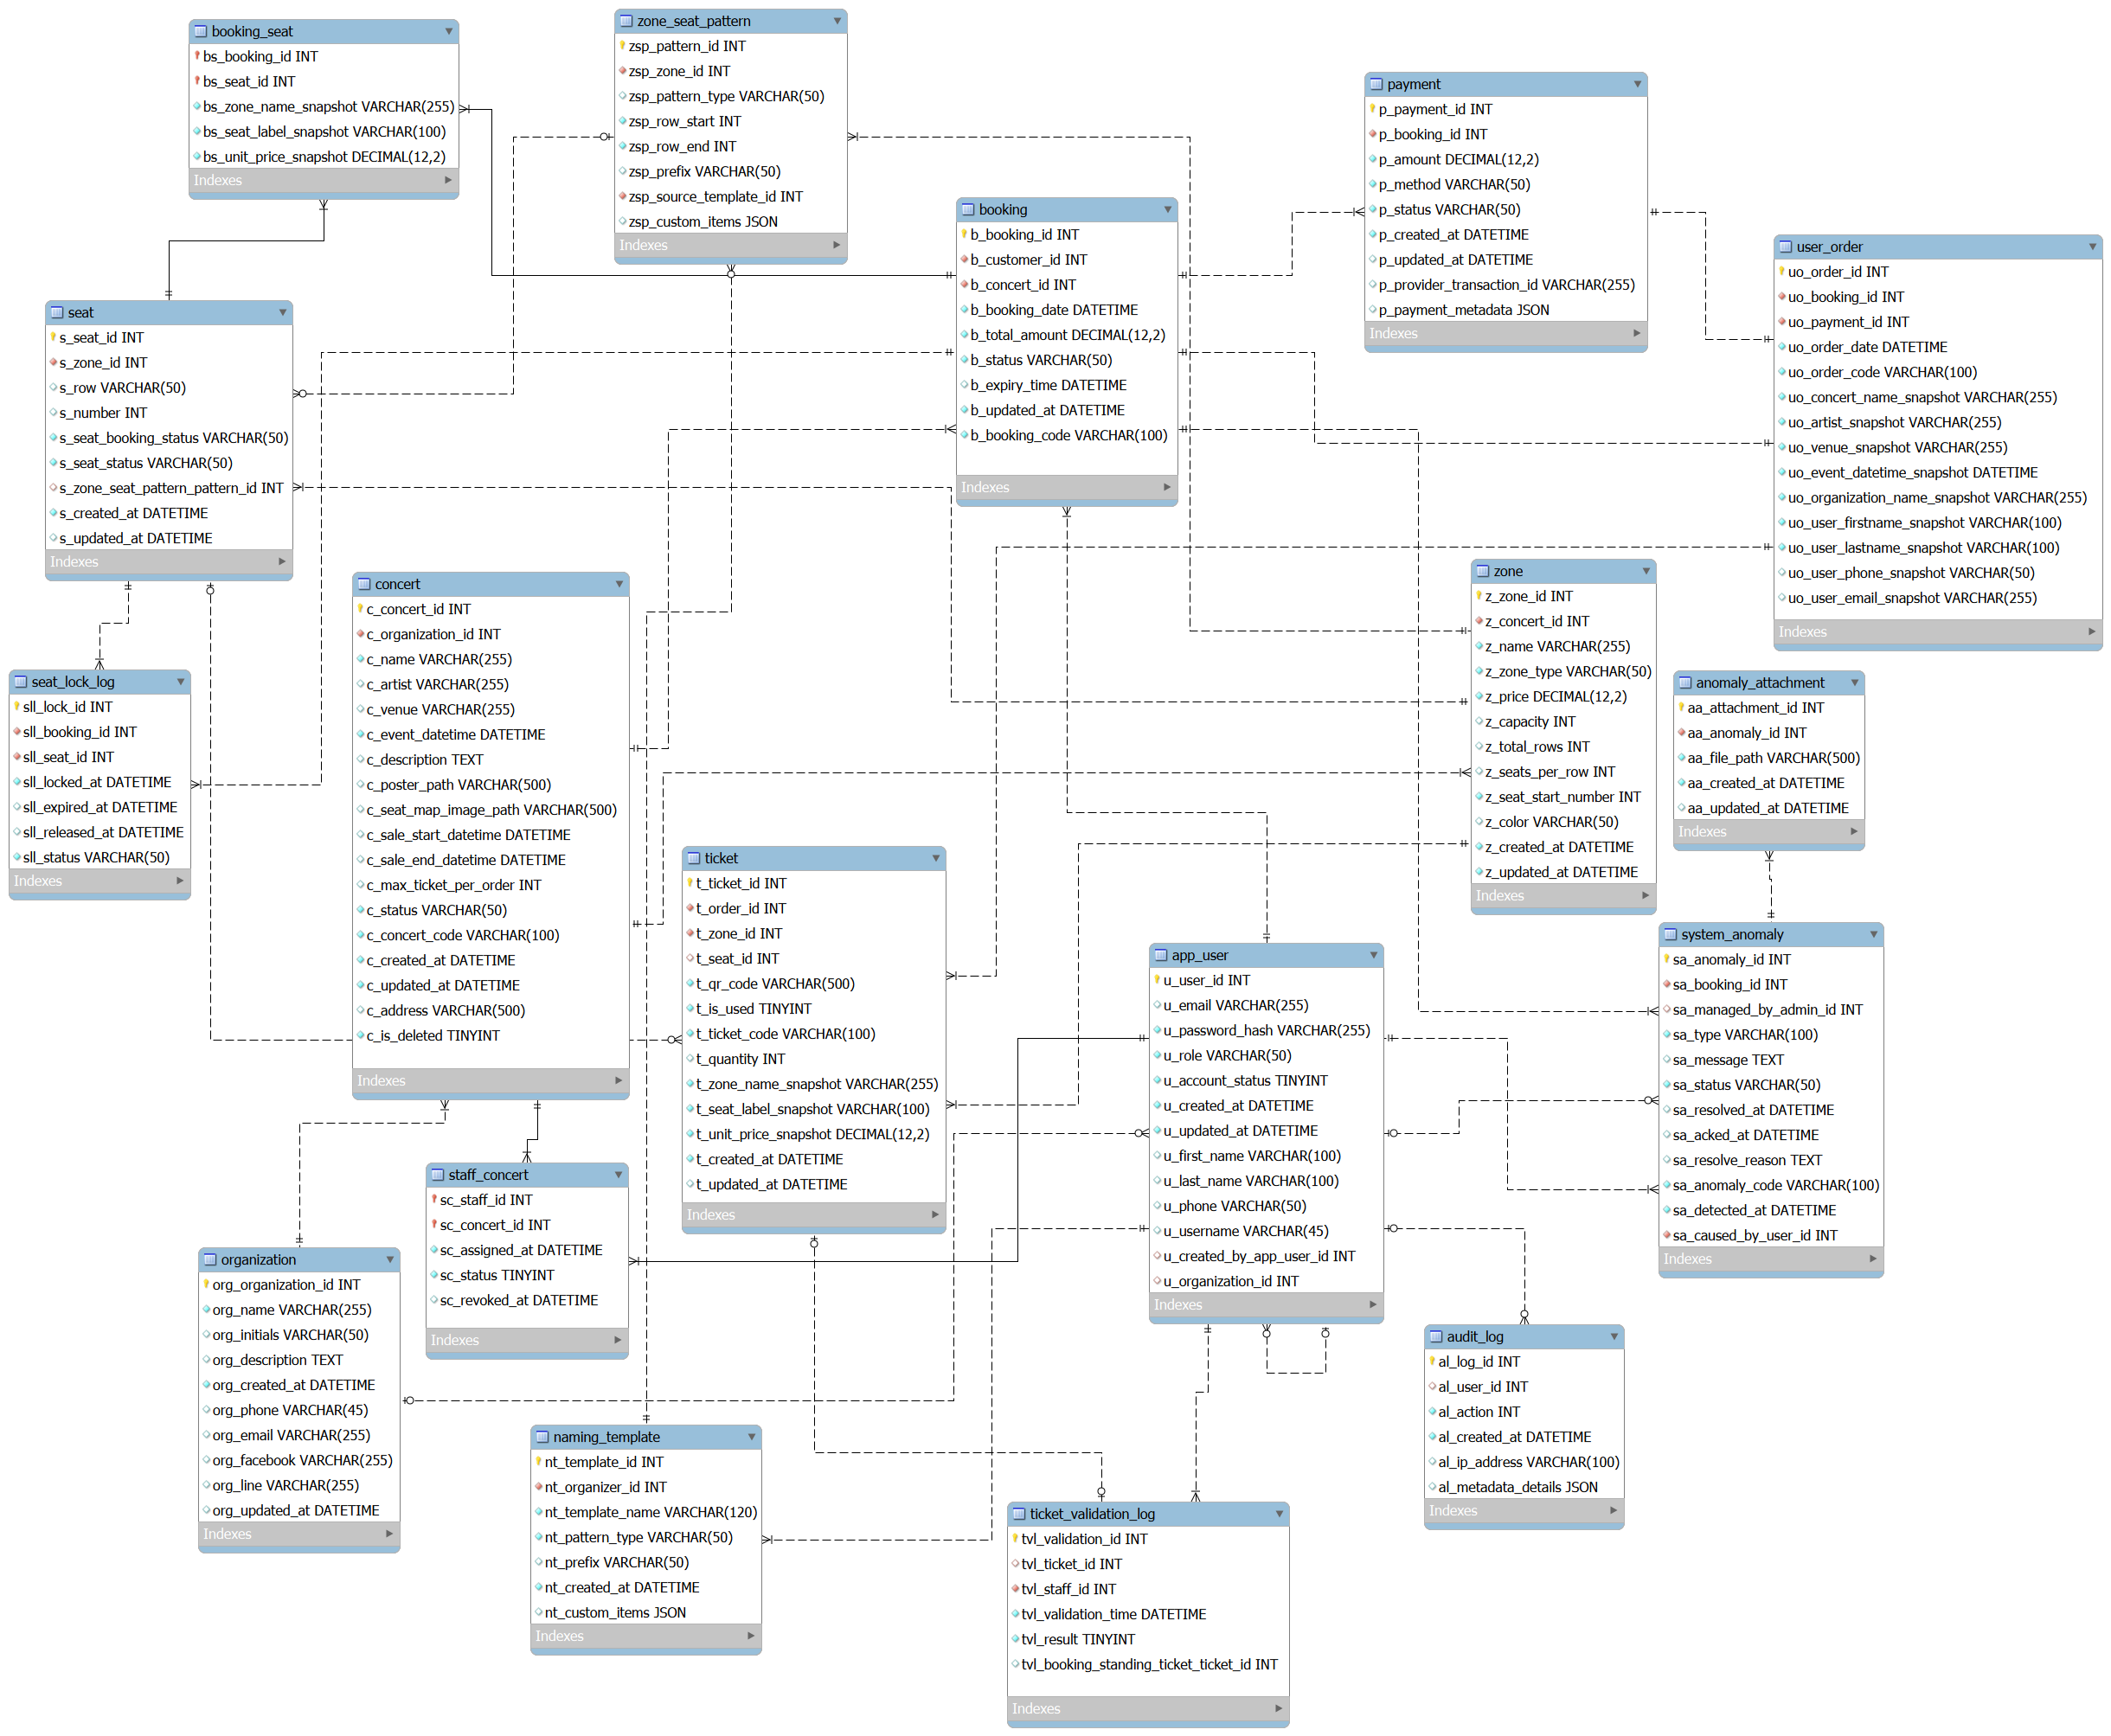 booking_seat
bs_booking_id INT
bs_seat_id INT
bs_zone_name_snapshot VARCHAR(255)
bs_seat_label_snapshot VARCHAR(100)
bs_unit_price_snapshot DECIMAL(12,2)
Indexes
zone_seat_pattern
zsp_pattern_id INT
zsp_zone_id INT
zsp_pattern_type VARCHAR(50)
zsp_row_start INT
zsp_row_end INT
zsp_prefix VARCHAR(50)
zsp_source_template_id INT
zsp_custom_items JSON
Indexes
payment
p_payment_id INT
p_booking_id INT
p_amount DECIMAL(12,2)
p_method VARCHAR(50)
p_status VARCHAR(50)
p_created_at DATETIME
p_updated_at DATETIME
p_provider_transaction_id VARCHAR(255)
p_payment_metadata JSON
Indexes
booking
b_booking_id INT
b_customer_id INT
b_concert_id INT
b_booking_date DATETIME
b_total_amount DECIMAL(12,2)
b_status VARCHAR(50)
b_expiry_time DATETIME
b_updated_at DATETIME
b_booking_code VARCHAR(100)
Indexes
user_order
uo_order_id INT
uo_booking_id INT
uo_payment_id INT
uo_order_date DATETIME
uo_order_code VARCHAR(100)
uo_concert_name_snapshot VARCHAR(255)
uo_artist_snapshot VARCHAR(255)
uo_venue_snapshot VARCHAR(255)
uo_event_datetime_snapshot DATETIME
uo_organization_name_snapshot VARCHAR(255)
uo_user_firstname_snapshot VARCHAR(100)
uo_user_lastname_snapshot VARCHAR(100)
uo_user_phone_snapshot VARCHAR(50)
uo_user_email_snapshot VARCHAR(255)
Indexes
seat
s_seat_id INT
s_zone_id INT
s_row VARCHAR(50)
s_number INT
s_seat_booking_status VARCHAR(50)
s_seat_status VARCHAR(50)
s_zone_seat_pattern_pattern_id INT
s_created_at DATETIME
s_updated_at DATETIME
Indexes
concert
c_concert_id INT
c_organization_id INT
c_name VARCHAR(255)
c_artist VARCHAR(255)
c_venue VARCHAR(255)
c_event_datetime DATETIME
c_description TEXT
c_poster_path VARCHAR(500)
c_seat_map_image_path VARCHAR(500)
c_sale_start_datetime DATETIME
c_sale_end_datetime DATETIME
c_max_ticket_per_order INT
c_status VARCHAR(50)
c_concert_code VARCHAR(100)
c_created_at DATETIME
c_updated_at DATETIME
c_address VARCHAR(500)
c_is_deleted TINYINT
Indexes
zone
z_zone_id INT
z_concert_id INT
z_name VARCHAR(255)
z_zone_type VARCHAR(50)
z_price DECIMAL(12,2)
z_capacity INT
z_total_rows INT
z_seats_per_row INT
z_seat_start_number INT
z_color VARCHAR(50)
z_created_at DATETIME
z_updated_at DATETIME
Indexes
seat_lock_log
sll_lock_id INT
sll_booking_id INT
sll_seat_id INT
sll_locked_at DATETIME
sll_expired_at DATETIME
sll_released_at DATETIME
sll_status VARCHAR(50)
Indexes
anomaly_attachment
aa_attachment_id INT
aa_anomaly_id INT
aa_file_path VARCHAR(500)
aa_created_at DATETIME
aa_updated_at DATETIME
Indexes
ticket
t_ticket_id INT
t_order_id INT
t_zone_id INT
t_seat_id INT
t_qr_code VARCHAR(500)
t_is_used TINYINT
t_ticket_code VARCHAR(100)
t_quantity INT
t_zone_name_snapshot VARCHAR(255)
t_seat_label_snapshot VARCHAR(100)
t_unit_price_snapshot DECIMAL(12,2)
t_created_at DATETIME
t_updated_at DATETIME
Indexes
app_user
u_user_id INT
u_email VARCHAR(255)
u_password_hash VARCHAR(255)
u_role VARCHAR(50)
u_account_status TINYINT
u_created_at DATETIME
u_updated_at DATETIME
u_first_name VARCHAR(100)
u_last_name VARCHAR(100)
u_phone VARCHAR(50)
u_username VARCHAR(45)
u_created_by_app_user_id INT
u_organization_id INT
Indexes
system_anomaly
sa_anomaly_id INT
sa_booking_id INT
sa_managed_by_admin_id INT
sa_type VARCHAR(100)
sa_message TEXT
sa_status VARCHAR(50)
sa_resolved_at DATETIME
sa_acked_at DATETIME
sa_resolve_reason TEXT
sa_anomaly_code VARCHAR(100)
sa_detected_at DATETIME
sa_caused_by_user_id INT
Indexes
staff_concert
sc_staff_id INT
sc_concert_id INT
sc_assigned_at DATETIME
sc_status TINYINT
sc_revoked_at DATETIME
Indexes
organization
org_organization_id INT
org_name VARCHAR(255)
org_initials VARCHAR(50)
org_description TEXT
org_created_at DATETIME
org_phone VARCHAR(45)
org_email VARCHAR(255)
org_facebook VARCHAR(255)
org_line VARCHAR(255)
org_updated_at DATETIME
Indexes
naming_template
nt_template_id INT
nt_organizer_id INT
nt_template_name VARCHAR(120)
nt_pattern_type VARCHAR(50)
nt_prefix VARCHAR(50)
nt_created_at DATETIME
nt_custom_items JSON
Indexes
audit_log
al_log_id INT
al_user_id INT
al_action INT
al_created_at DATETIME
al_ip_address VARCHAR(100)
al_metadata_details JSON
Indexes
ticket_validation_log
tvl_validation_id INT
tvl_ticket_id INT
tvl_staff_id INT
tvl_validation_time DATETIME
tvl_result TINYINT
tvl_booking_standing_ticket_ticket_id INT
Indexes